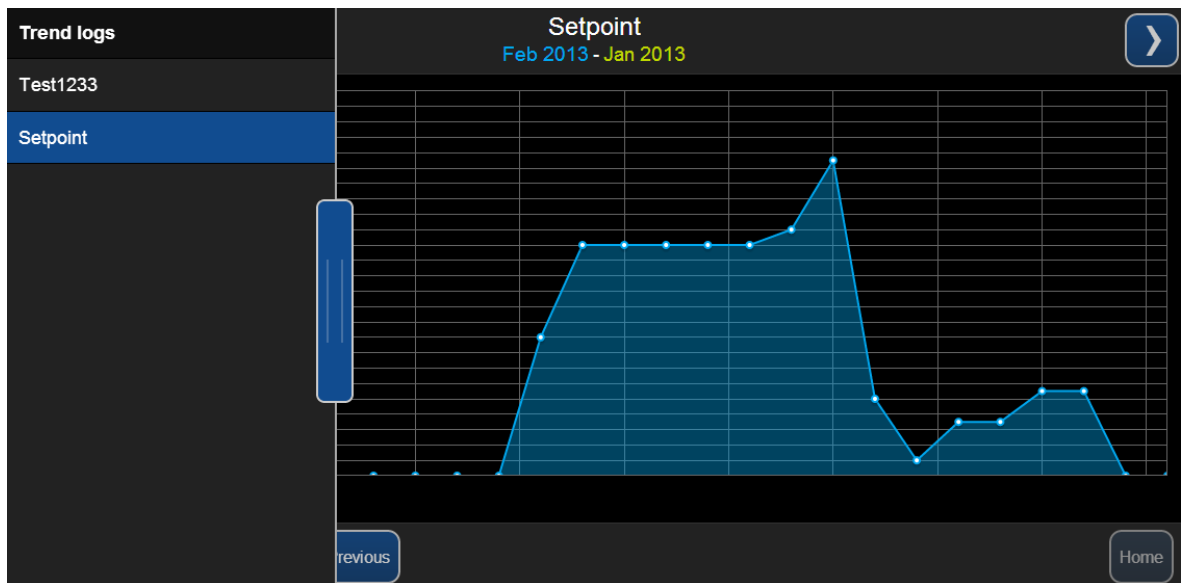 Trend logs
Test1233
Setpoint
Setpoint
Feb 2013 - Jan 2013
revious
Home